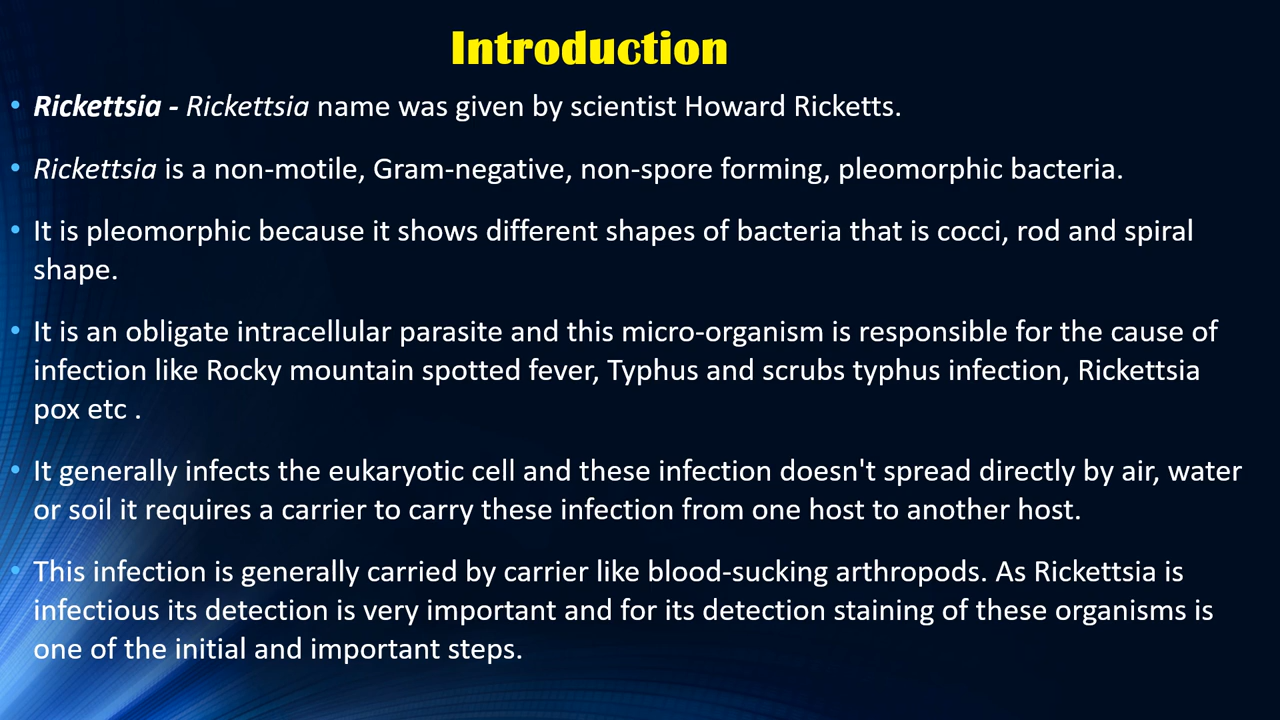 Introduction
• Rickettsia - Rickettsia name was given by scientist Howard Ricketts.
• Rickettsia is a non-motile, Gram-negative, non-spore forming, pleomorphic bacteria.
• It is pleomorphic because it shows different shapes of bacteria that is cocci, rod and spiral
shape.
• It is an obligate intracellular parasite and this micro-organism is responsible for the cause of
infection like Rocky mountain spotted fever, Typhus and scrubs typhus infection, Rickettsia
pox etc .
• It generally infects the eukaryotic cell and these infection doesn't spread directly by air, water
or soil it requires a carrier to carry these infection from one host to another host.
• This infection is generally carried by carrier like blood-sucking arthropods. As Rickettsia is
infectious its detection is very important and for its detection staining of these organisms is
one of the initial and important steps.